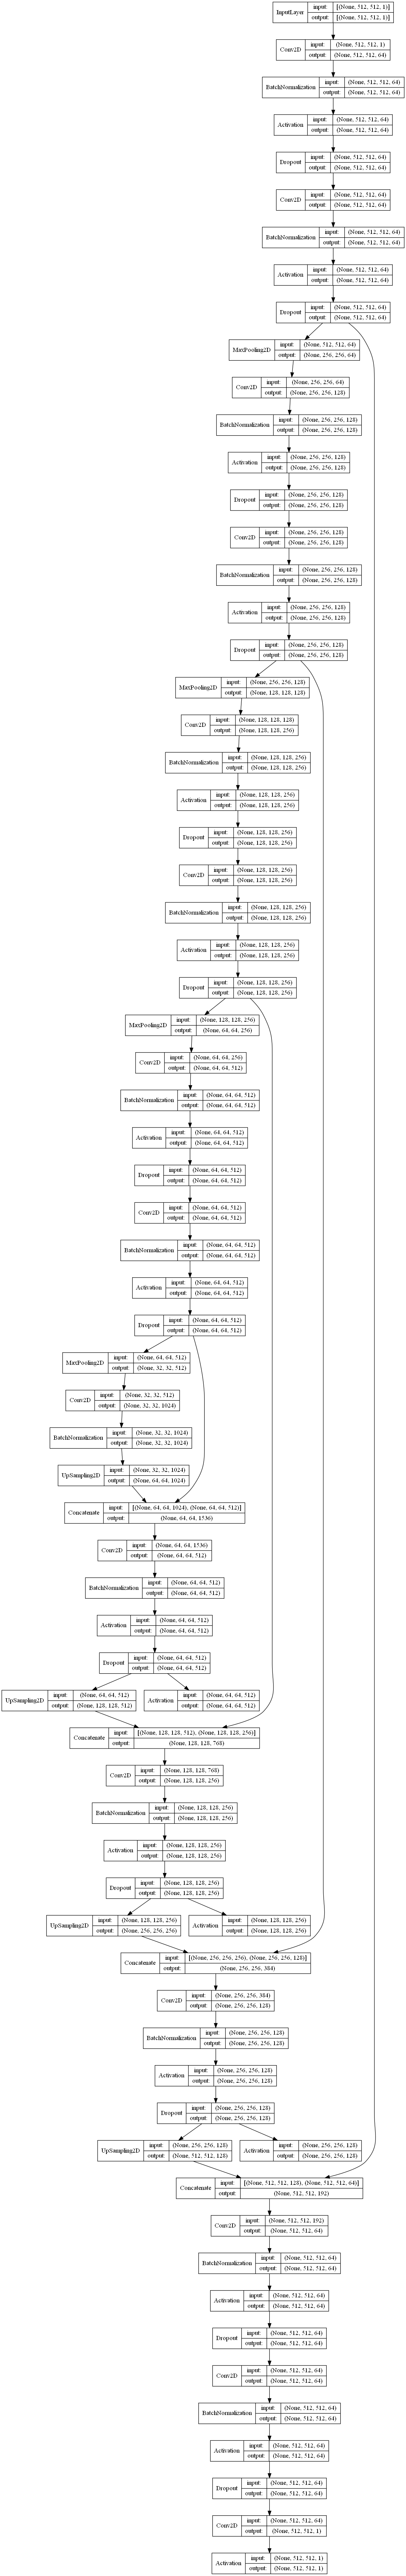 InputLayer input: [(None, 512, 512, 1)]
output: [(None, 512, 512, 1)]
Conv2D input: (None, 512, 512, 1)
output: (None, 512, 512, 64)
BatchNormalization input: (None, 512, 512, 64)
output: (None, 512, 512, 64)
Activation input: (None, 512, 512, 64)
output: (None, 512, 512, 64)
Dropout input: (None, 512, 512, 64)
output: (None, 512, 512, 64)
Conv2D input: (None, 512, 512, 64)
output: (None, 512, 512, 64)
BatchNormalization input: (None, 512, 512, 64)
output: (None, 512, 512, 64)
Activation input: (None, 512, 512, 64)
output: (None, 512, 512, 64)
Dropout input: (None, 512, 512, 64)
output: (None, 512, 512, 64)
MaxPooling2D input: (None, 512, 512, 64)
output: (None, 256, 256, 64)
Conv2D input: (None, 256, 256, 64)
output: (None, 256, 256, 128)
BatchNormalization input: (None, 256, 256, 128)
output: (None, 256, 256, 128)
Activation input: (None, 256, 256, 128)
output: (None, 256, 256, 128)
Dropout input: (None, 256, 256, 128)
output: (None, 256, 256, 128)
Conv2D input: (None, 256, 256, 128)
output: (None, 256, 256, 128)
BatchNormalization input: (None, 256, 256, 128)
output: (None, 256, 256, 128)
Activation input: (None, 256, 256, 128)
output: (None, 256, 256, 128)
Dropout input: (None, 256, 256, 128)
output: (None, 256, 256, 128)
MaxPooling2D input: (None, 256, 256, 128)
output: (None, 128, 128, 128)
Conv2D input: (None, 128, 128, 128)
output: (None, 128, 128, 256)
BatchNormalization input: (None, 128, 128, 256)
output: (None, 128, 128, 256)
Activation input: (None, 128, 128, 256)
output: (None, 128, 128, 256)
Dropout input: (None, 128, 128, 256)
output: (None, 128, 128, 256)
Conv2D input: (None, 128, 128, 256)
output: (None, 128, 128, 256)
BatchNormalization input: (None, 128, 128, 256)
output: (None, 128, 128, 256)
Activation input: (None, 128, 128, 256)
output: (None, 128, 128, 256)
Dropout input: (None, 128, 128, 256)
output: (None, 128, 128, 256)
MaxPooling2D input: (None, 128, 128, 256)
output: (None, 64, 64, 256)
Conv2D input: (None, 64, 64, 256)
output: (None, 64, 64, 512)
BatchNormalization input: (None, 64, 64, 512)
output: (None, 64, 64, 512)
Activation input: (None, 64, 64, 512)
output: (None, 64, 64, 512)
Dropout input: (None, 64, 64, 512)
output: (None, 64, 64, 512)
Conv2D input: (None, 64, 64, 512)
output: (None, 64, 64, 512)
BatchNormalization input: (None, 64, 64, 512)
output: (None, 64, 64, 512)
Activation input: (None, 64, 64, 512)
output: (None, 64, 64, 512)
Dropout input: (None, 64, 64, 512)
output: (None, 64, 64, 512)
MaxPooling2D input: (None, 64, 64, 512)
output: (None, 32, 32, 512)
Conv2D input: (None, 32, 32, 512)
output: (None, 32, 32, 1024)
BatchNormalization input: (None, 32, 32, 1024)
output: (None, 32, 32, 1024)
UpSampling2D input: (None, 32, 32, 1024)
output: (None, 64, 64, 1024)
Concatenate input: [(None, 64, 64, 1024), (None, 64, 64, 512)]
output: (None, 64, 64, 1536)
Conv2D input: (None, 64, 64, 1536)
output: (None, 64, 64, 512)
BatchNormalization input: (None, 64, 64, 512)
output: (None, 64, 64, 512)
Activation input: (None, 64, 64, 512)
output: (None, 64, 64, 512)
Dropout input: (None, 64, 64, 512)
output: (None, 64, 64, 512)
UpSampling2D input: (None, 64, 64, 512)
output: (None, 128, 128, 512)
Activation input: (None, 64, 64, 512)
output: (None, 64, 64, 512)
Concatenate input: [(None, 128, 128, 512), (None, 128, 128, 256)]
output: (None, 128, 128, 768)
Conv2D input: (None, 128, 128, 768)
output: (None, 128, 128, 256)
BatchNormalization input: (None, 128, 128, 256)
output: (None, 128, 128, 256)
Activation input: (None, 128, 128, 256)
output: (None, 128, 128, 256)
Dropout input: (None, 128, 128, 256)
output: (None, 128, 128, 256)
UpSampling2D input: (None, 128, 128, 256)
output: (None, 256, 256, 256)
Activation input: (None, 128, 128, 256)
output: (None, 128, 128, 256)
Concatenate input: [(None, 256, 256, 256), (None, 256, 256, 128)]
output: (None, 256, 256, 384)
Conv2D input: (None, 256, 256, 384)
output: (None, 256, 256, 128)
BatchNormalization input: (None, 256, 256, 128)
output: (None, 256, 256, 128)
Activation input: (None, 256, 256, 128)
output: (None, 256, 256, 128)
Dropout input: (None, 256, 256, 128)
output: (None, 256, 256, 128)
UpSampling2D input: (None, 256, 256, 128)
output: (None, 512, 512, 128)
Activation input: (None, 256, 256, 128)
output: (None, 256, 256, 128)
Concatenate input: [(None, 512, 512, 128), (None, 512, 512, 64)]
output: (None, 512, 512, 192)
Conv2D input: (None, 512, 512, 192)
output: (None, 512, 512, 64)
BatchNormalization input: (None, 512, 512, 64)
output: (None, 512, 512, 64)
Activation input: (None, 512, 512, 64)
output: (None, 512, 512, 64)
Dropout input: (None, 512, 512, 64)
output: (None, 512, 512, 64)
Conv2D input: (None, 512, 512, 64)
output: (None, 512, 512, 64)
BatchNormalization input: (None, 512, 512, 64)
output: (None, 512, 512, 64)
Activation input: (None, 512, 512, 64)
output: (None, 512, 512, 64)
Dropout input: (None, 512, 512, 64)
output: (None, 512, 512, 64)
Conv2D input: (None, 512, 512, 64)
output: (None, 512, 512, 1)
Activation input: (None, 512, 512, 1)
output: (None, 512, 512, 1)